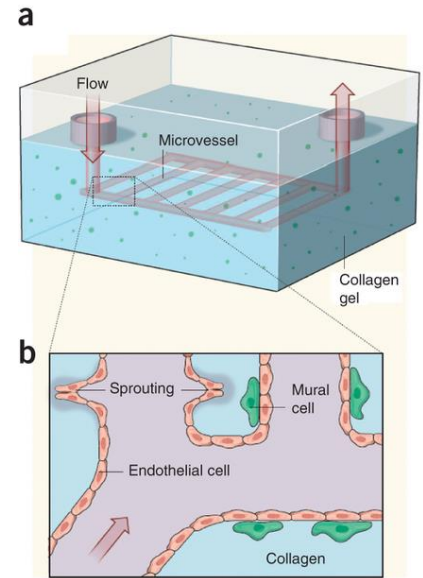 a
Flow
Microvessel
Collagen
gel
b
Sprouting
Mural
cell
Endothelial cell
Collagen